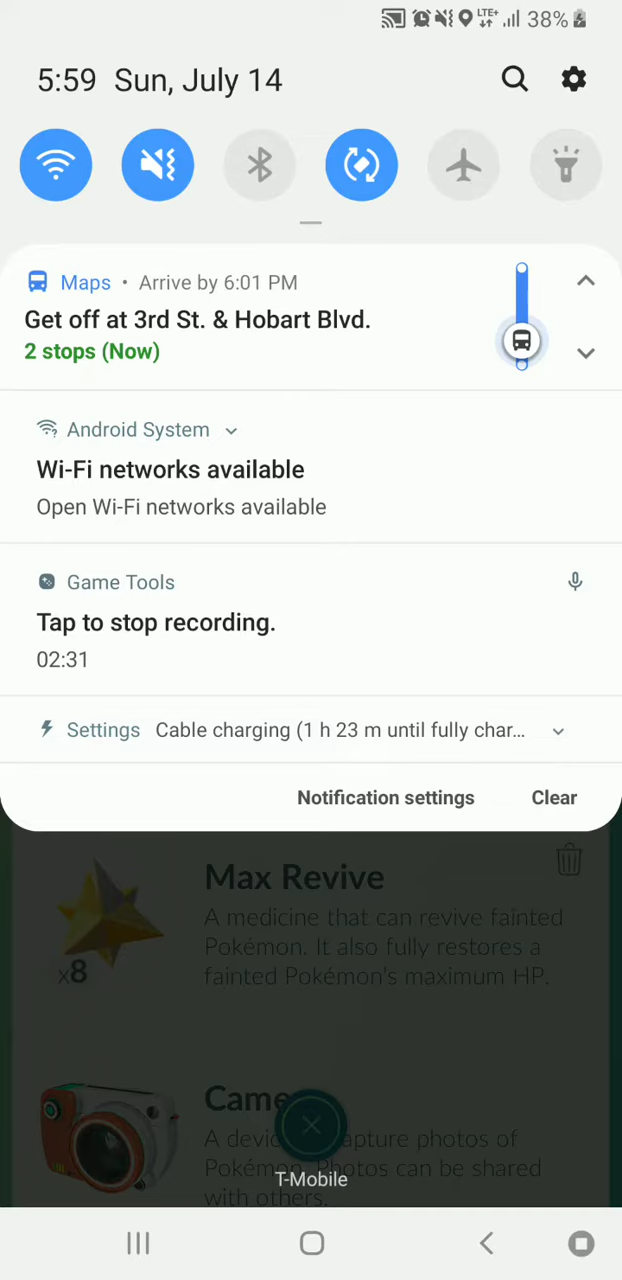 LTE+ 38%
5:59 Sun, July 14
Maps • Arrive by 6:01 PM
Get off at 3rd St. & Hobart Blvd.
2 stops (Now)
Android System
Wi-Fi networks available
Open Wi-Fi networks available
Game Tools
Tap to stop recording.
02:31
Settings Cable charging (1 h 23 m until fully char...
Notification settings Clear
Max Revive
A medicine that can revive fainted
Pokémon. It also fully restores a
fainted Pokémon's maximum HP.
x8
Came
A devic apture photos of
Pokémon. Photos can be shared
with others.
T-Mobile